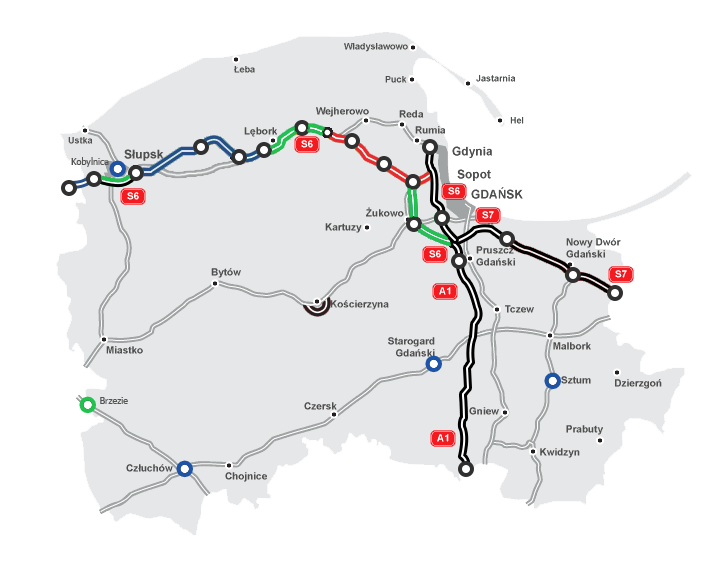 Władysławowo
Łeba
Puck
Jastarnia
Wejherowo
Reda
Hel
Lębork
Rumia
Ustka
S6
Gdynia
Słupsk
Kobylnica
Sopot
S6
S6
GDAŃSK
Żukowo
S7
Kartuzy
Nowy Dwór
Gdański
S6
Pruszcz
Gdański
Bytów
S7
A1
Kościerzyna
Tczew
Miastko
Starogard
Gdański
Malbork
Sztum
Dzierzgoń
Brzezie
Czersk
Gniew
Prabuty
A1
Kwidzyn
Człuchów
Chojnice